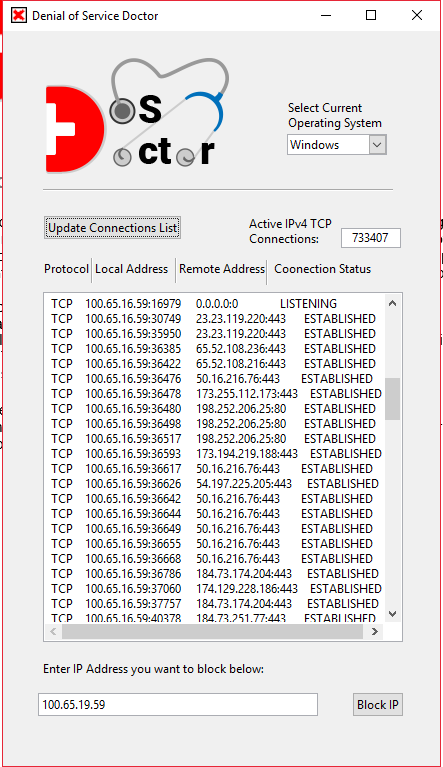 Denial of Service Doctor
DoS
Doctor
Select Current
Operating System
Windows
Update Connections List
Active IPv4 TCP
Connections:
733407
Protocol Local Address Remote Address Connection Status
TCP 100.65.16.59:16979 0.0.0.0:0 LISTENING
TCP 100.65.16.59:30749 23.23.119.220:443 ESTABLISHED
TCP 100.65.16.59:35950 23.23.119.220:443 ESTABLISHED
TCP 100.65.16.59:36385 65.52.108.236:443 ESTABLISHED
TCP 100.65.16.59:36422 65.52.108.216:443 ESTABLISHED
TCP 100.65.16.59:36476 50.16.216.76:443 ESTABLISHED
TCP 100.65.16.59:36478 173.255.112.173:443 ESTABLISHED
TCP 100.65.16.59:36480 198.252.206.25:80 ESTABLISHED
TCP 100.65.16.59:36498 198.252.206.25:80 ESTABLISHED
TCP 100.65.16.59:36517 198.252.206.25:80 ESTABLISHED
TCP 100.65.16.59:36593 173.194.219.188:443 ESTABLISHED
TCP 100.65.16.59:36617 50.16.216.76:443 ESTABLISHED
TCP 100.65.16.59:36626 54.197.225.205:443 ESTABLISHED
TCP 100.65.16.59:36642 50.16.216.76:443 ESTABLISHED
TCP 100.65.16.59:36644 50.16.216.76:443 ESTABLISHED
TCP 100.65.16.59:36649 50.16.216.76:443 ESTABLISHED
TCP 100.65.16.59:36655 50.16.216.76:443 ESTABLISHED
TCP 100.65.16.59:36668 50.16.216.76:443 ESTABLISHED
TCP 100.65.16.59:36786 184.73.174.204:443 ESTABLISHED
TCP 100.65.16.59:37060 174.129.228.186:443 ESTABLISHED
TCP 100.65.16.59:37757 184.73.174.204:443 ESTABLISHED
TCP 100.65.16.59:40378 184.73.251.77:443 ESTABLISHED
Enter IP Address you want to block below:
100.65.19.59
Block IP